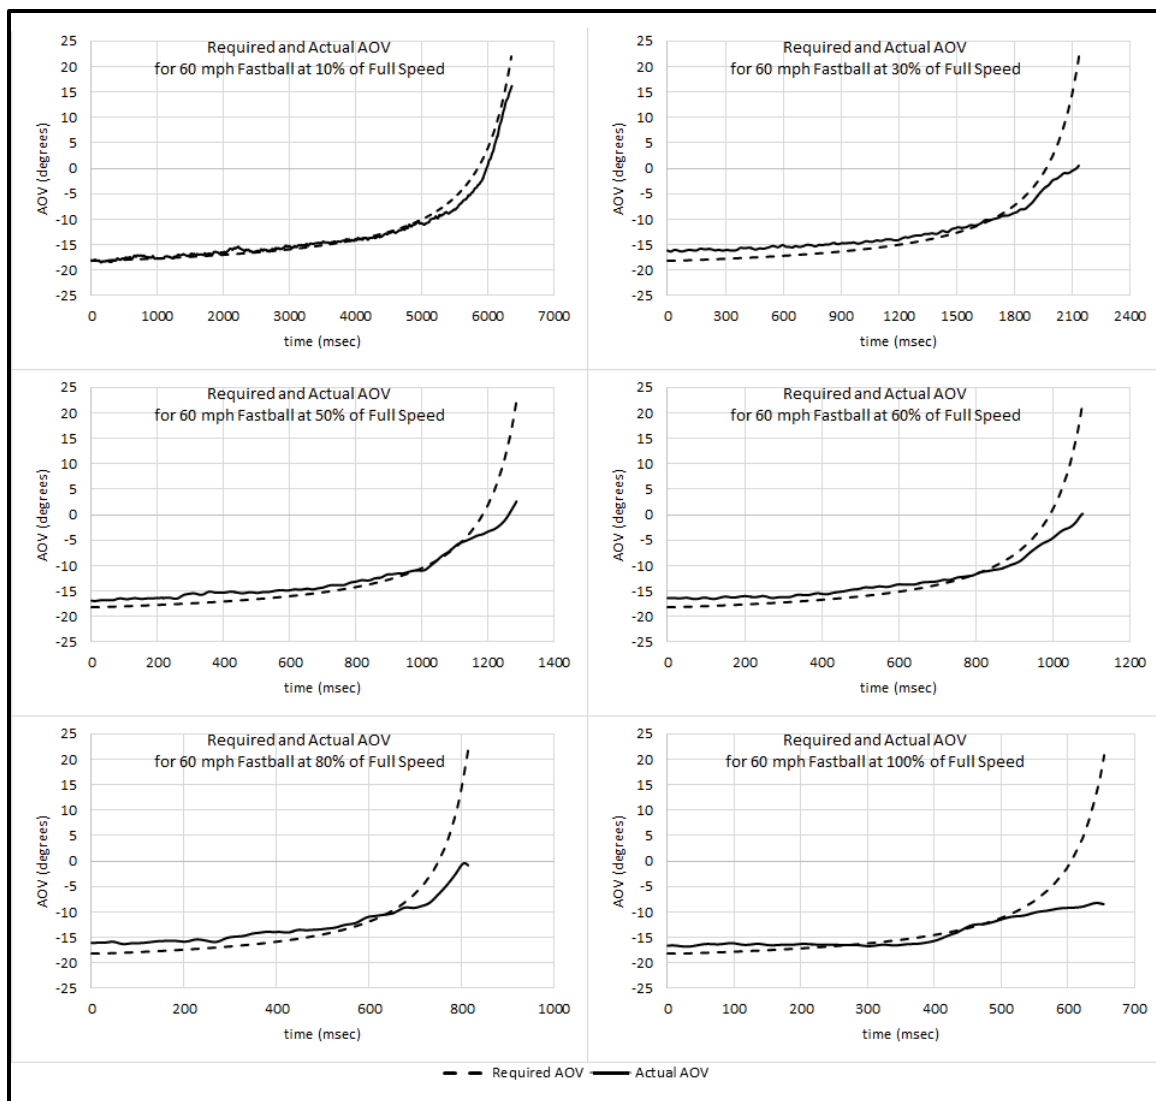 Required and Actual AOV
for 60 mph Fastball at 10% of Full Speed
25
20
15
10
5
0
-5
-10
-15
-20
-25
AOV (degrees)
0 1000 2000 3000 4000 5000 6000 7000
time (msec)
Required and Actual AOV
for 60 mph Fastball at 30% of Full Speed
25
20
15
10
5
0
-5
-10
-15
-20
-25
AOV (degrees)
0 300 600 900 1200 1500 1800 2100 2400
time (msec)
Required and Actual AOV
for 60 mph Fastball at 50% of Full Speed
25
20
15
10
5
0
-5
-10
-15
-20
-25
AOV (degrees)
0 200 400 600 800 1000 1200 1400
time (msec)
Required and Actual AOV
for 60 mph Fastball at 60% of Full Speed
25
20
15
10
5
0
-5
-10
-15
-20
-25
AOV (degrees)
0 200 400 600 800 1000 1200
time (msec)
Required and Actual AOV
for 60 mph Fastball at 80% of Full Speed
25
20
15
10
5
0
-5
-10
-15
-20
-25
AOV (degrees)
0 200 400 600 800 1000
time (msec)
Required and Actual AOV
for 60 mph Fastball at 100% of Full Speed
25
20
15
10
5
0
-5
-10
-15
-20
-25
AOV (degrees)
0 100 200 300 400 500 600 700
time (msec)
Required AOV Actual AOV